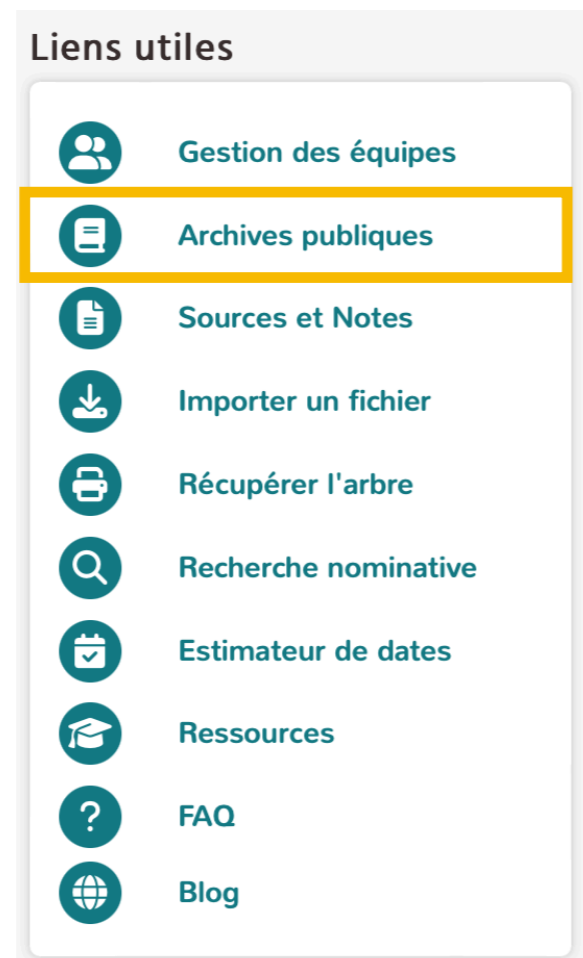 Liens utiles
Gestion des équipes
Archives publiques
Sources et Notes
Importer un fichier
Récupérer l'arbre
Recherche nominative
Estimateur de dates
Ressources
?
FAQ
Blog